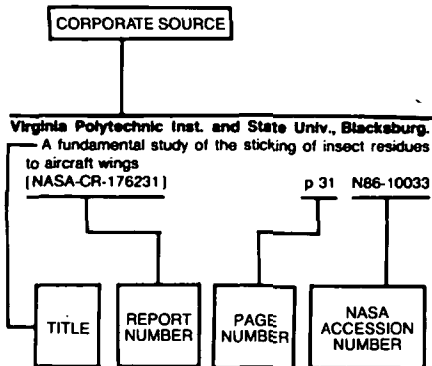 CORPORATE SOURCE
Virginia Polytechnic Inst. and State Univ., Blacksburg.
A fundamental study of the sticking of insect residues
to aircraft wings
[NASA-CR-176231] p 31 N86-10033
TITLE
REPORT
NUMBER
PAGE
NUMBER
NASA
ACCESSION
NUMBER